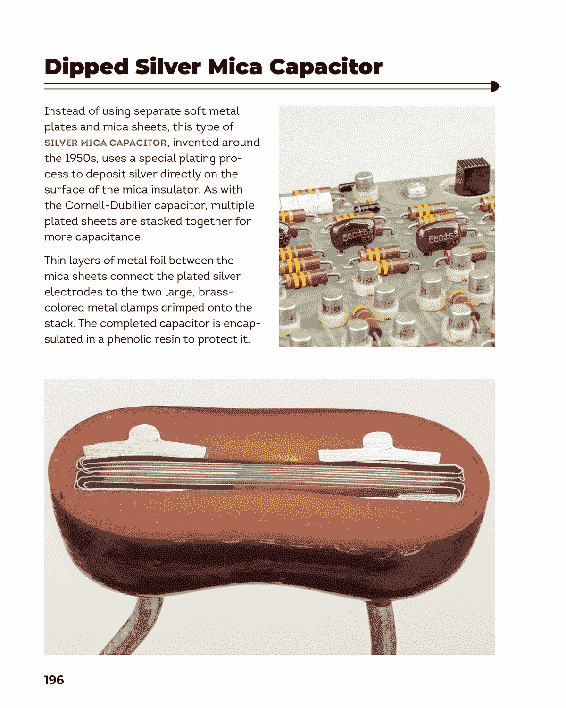 Dipped Silver Mica Capacitor
Instead of using separate soft metal
plates and mica sheets, this type of
SILVER MICA CAPACITOR, invented around
the 1950s, uses a special plating pro-
cess to deposit silver directly on the
surface of the mica insulator. As with
the Cornell-Dubilier capacitor, multiple
plated sheets are stacked together for
more capacitance.
Thin layers of metal foil between the
mica sheets connect the plated silver
electrodes to the two large, brass-
colored metal clamps crimped onto the
stack. The completed capacitor is encap-
sulated in a phenolic resin to protect it.
196